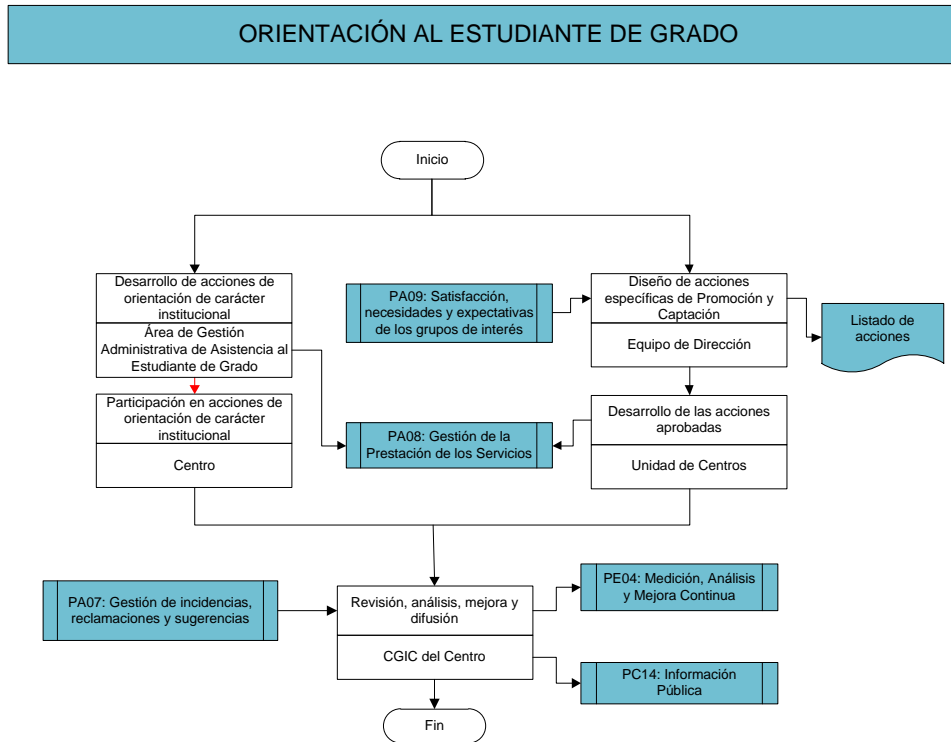 ORIENTACIÓN AL ESTUDIANTE DE GRADO
Inicio
Desarrollo de acciones de
orientación de carácter
institucional
Área de Gestión
Administrativa de Asistencia al
Estudiante de Grado
PA09: Satisfacción,
necesidades y expectativas
de los grupos de interés
Diseño de acciones
específicas de Promoción y
Captación
Equipo de Dirección
Listado de
acciones
Participación en acciones de
orientación de carácter
institucional
Centro
PA08: Gestión de la
Prestación de los Servicios
Desarrollo de las acciones
aprobadas
Unidad de Centros
PA07: Gestión de incidencias,
reclamaciones y sugerencias
Revisión, análisis, mejora y
difusión
CGIC del Centro
PE04: Medición, Análisis
y Mejora Continua
PC14: Información
Pública
Fin